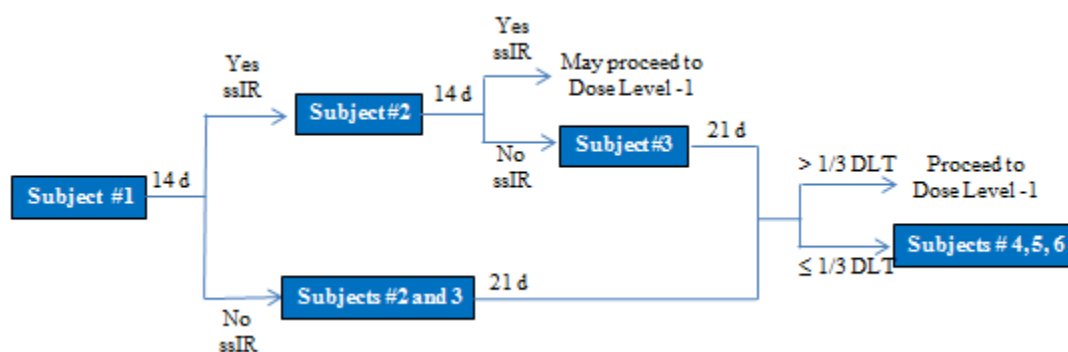 Yes
ssIR
Yes
ssIR
14 d
May proceed to
Dose Level -1
Subject #2
No
ssIR
Subject #3
21 d
Subject #1
14 d
> 1/3 DLT
Proceed to
Dose Level -1
Subjects # 4, 5, 6
≤ 1/3 DLT
No
ssIR
Subjects #2 and 3
21 d